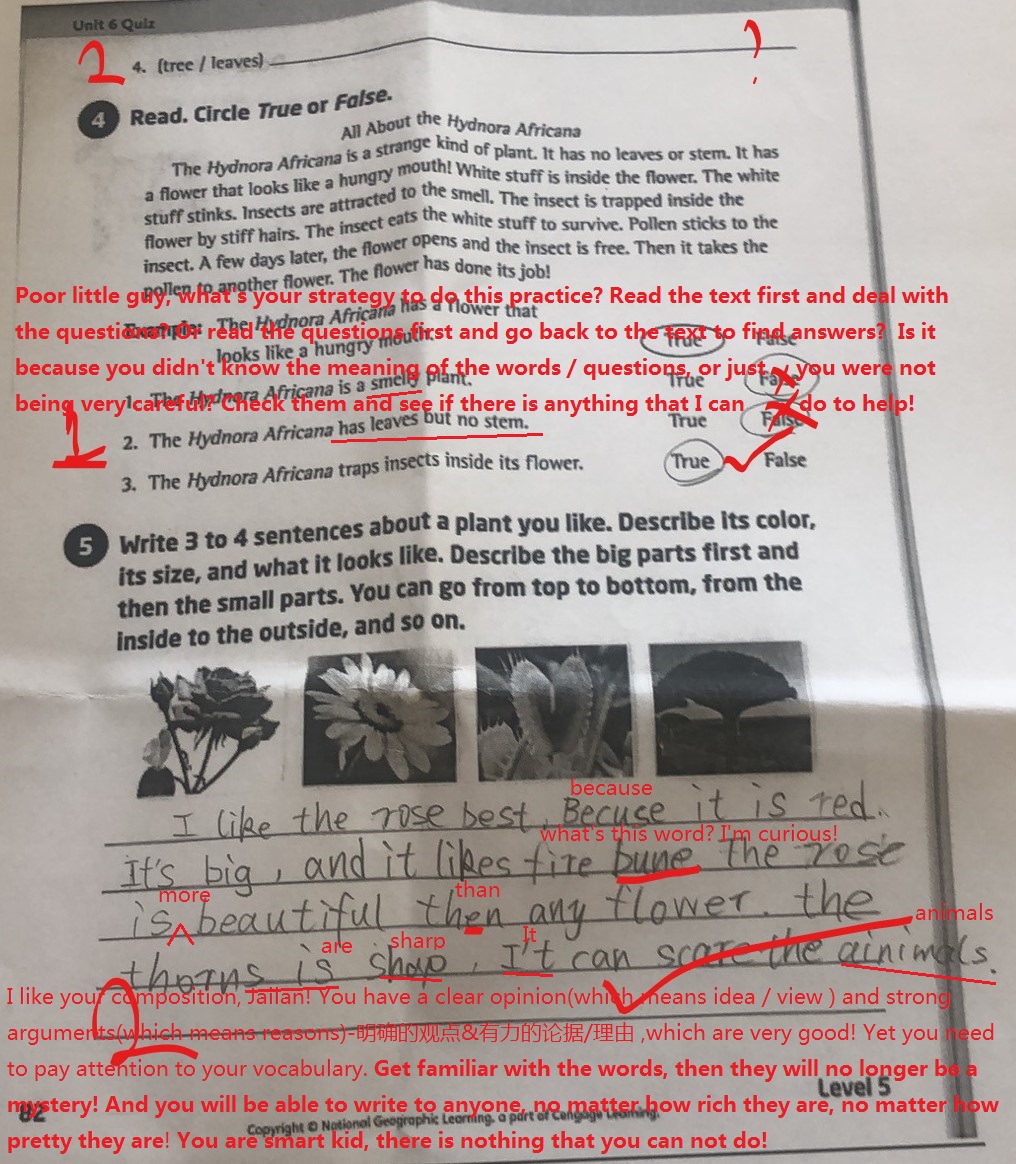 Unit 6 Quiz
2 4. (tree / leaves) ?
4 Read. Circle True or False.
All About the Hydnora Africana
The Hydnora Africana is a strange kind of plant. It has no leaves or stem. It has
a flower that looks like a hungry mouth! White stuff is inside the flower. The white
stuff stinks. Insects are attracted to the smell. The insect is trapped inside the
flower by stiff hairs. The insect eats the white stuff to survive. Pollen sticks to the
insect. A few days later, the flower opens and the insect is free. Then it takes the
pollen to another flower. The flower has done its job!
Poor little guy, what's your strategy to do this practice? Read the text first and deal with
the questions? or read the questions first and go back to the text to find answers? Is it
because you didn't know the meaning of the words / questions, or just you were not
being very careful? Check them and see if there is anything that I can do to help!
Example: The Hydnora Africana has a flower that
looks like a hungry mouth. True False
1. The Hydnora Africana is a smelly plant. True False
1 2. The Hydnora Africana has leaves but no stem. True False
3. The Hydnora Africana traps insects inside its flower. True False
5 Write 3 to 4 sentences about a plant you like. Describe its color,
its size, and what it looks like. Describe the big parts first and
then the small parts. You can go from top to bottom, from the
inside to the outside, and so on.
because
I like the rose best, Becuse it is red.
what's this word? I'm curious!
It's big, and it likes fire bune the rose
more than
is beautiful then any flower. the
are sharp It animals
thorns is shap, I't can scare the ainimals.
I like your composition, Jailan! You have a clear opinion(which means idea / view ) and strong
arguments(which means reasons)-明确的观点&有力的论据/理由 ,which are very good! Yet you need
to pay attention to your vocabulary. Get familiar with the words, then they will no longer be a
mystery! And you will be able to write to anyone, no matter how rich they are, no matter how
pretty they are! You are smart kid, there is nothing that you can not do!
2
Level 5
82
Copyright © National Geographic Learning, a part of Cengage Learning.